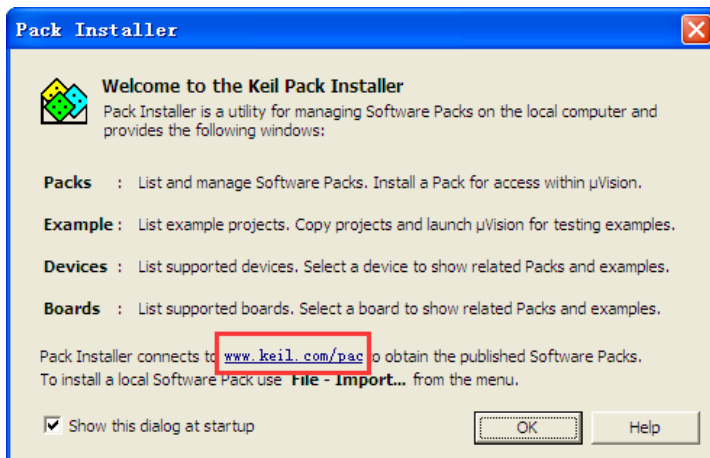 Pack Installer
Welcome to the Keil Pack Installer
Pack Installer is a utility for managing Software Packs on the local computer and
provides the following windows:
Packs : List and manage Software Packs. Install a Pack for access within µVision.
Example : List example projects. Copy projects and launch µVision for testing examples.
Devices : List supported devices. Select a device to show related Packs and examples.
Boards : List supported boards. Select a board to show related Packs and examples.
Pack Installer connects to www.keil.com/pac to obtain the published Software Packs.
To install a local Software Pack use File - Import... from the menu.
Show this dialog at startup
OK
Help